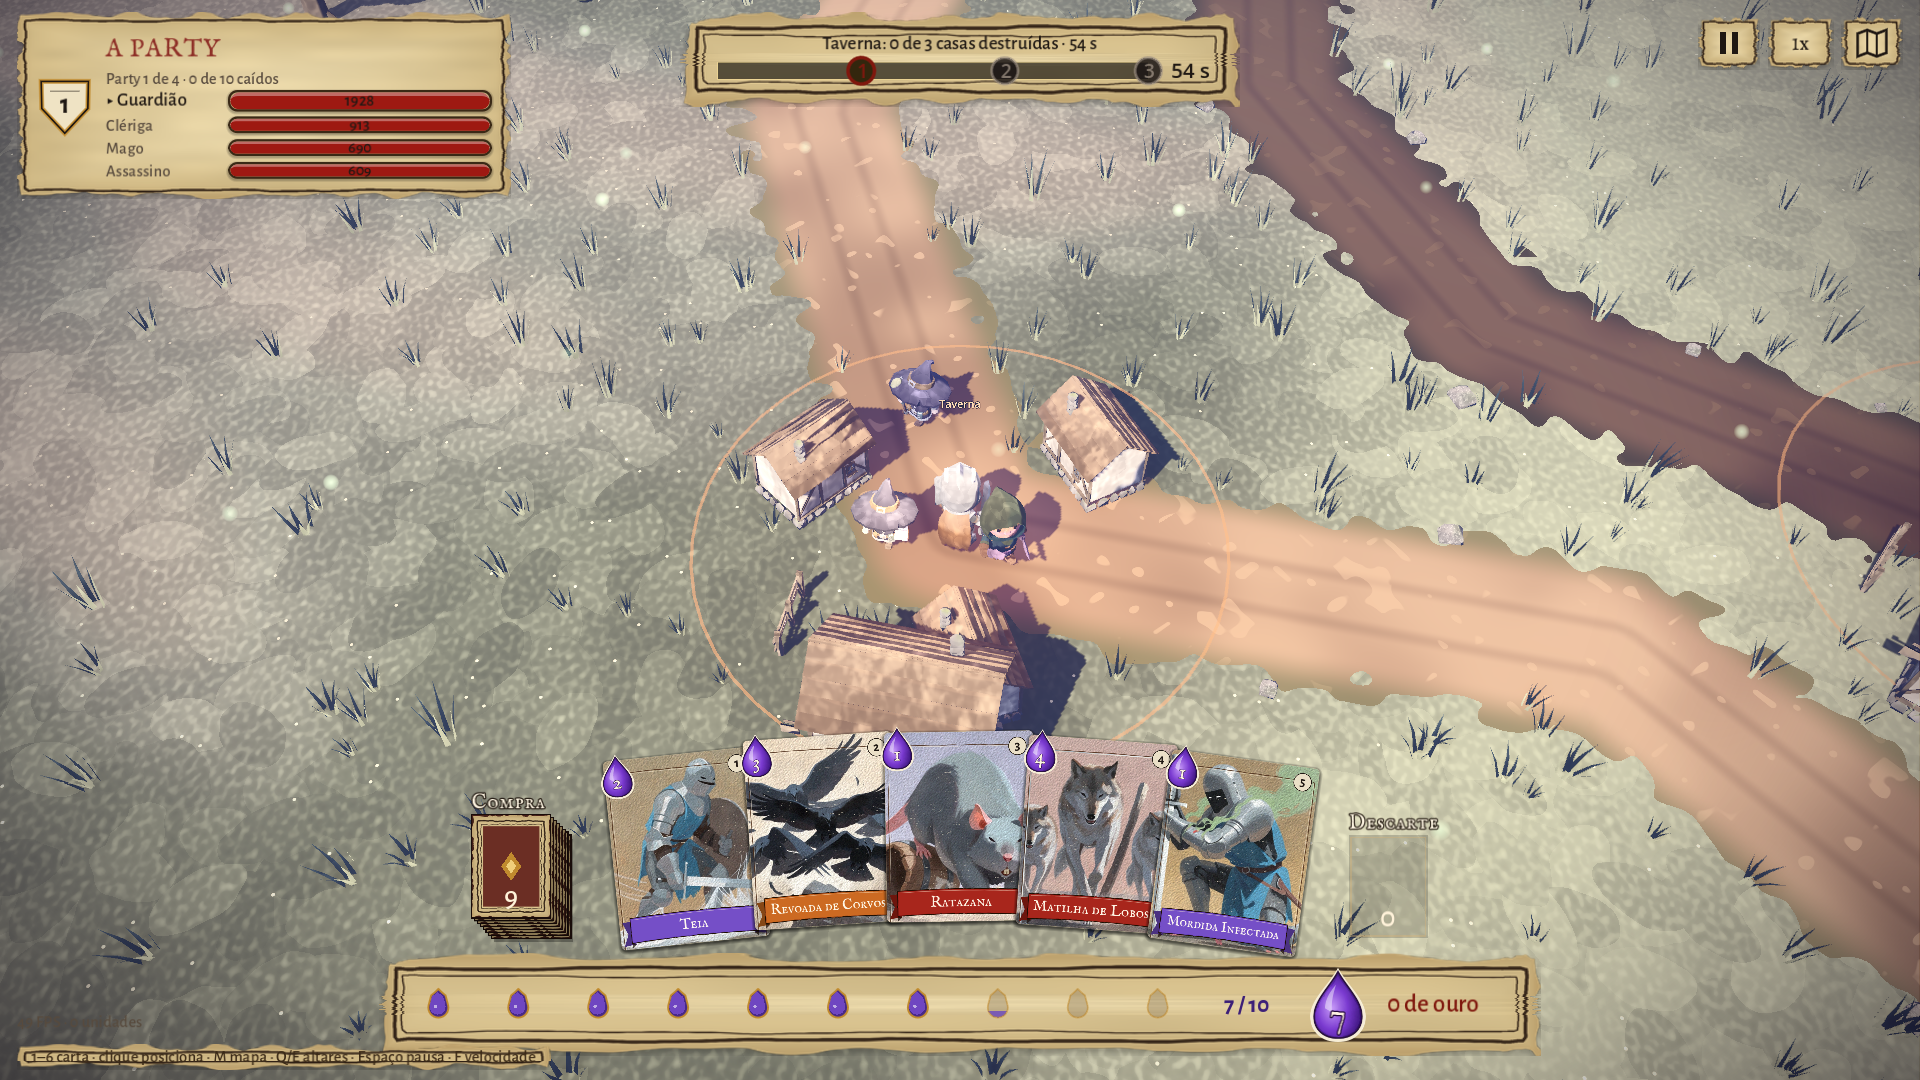 A PARTY
Party 1 de 4 · 0 de 10 caídos
1
▸ Guardião 1928
Clériga 913
Mago 690
Assassino 609
Taverna: 0 de 3 casas destruídas · 54 s
1 2 3 54 s
1x
Taverna
Compra
9
2 1 Teia
3 2 Revoada de Corvos
1 3 Ratazana
4 4 Matilha de Lobos
1 5 Mordida Infectada
Descarte
0
7/10
7
0 de ouro
1–6 carta · clique posiciona · M mapa · Q/E altares · Espaço pausa · F velocidade